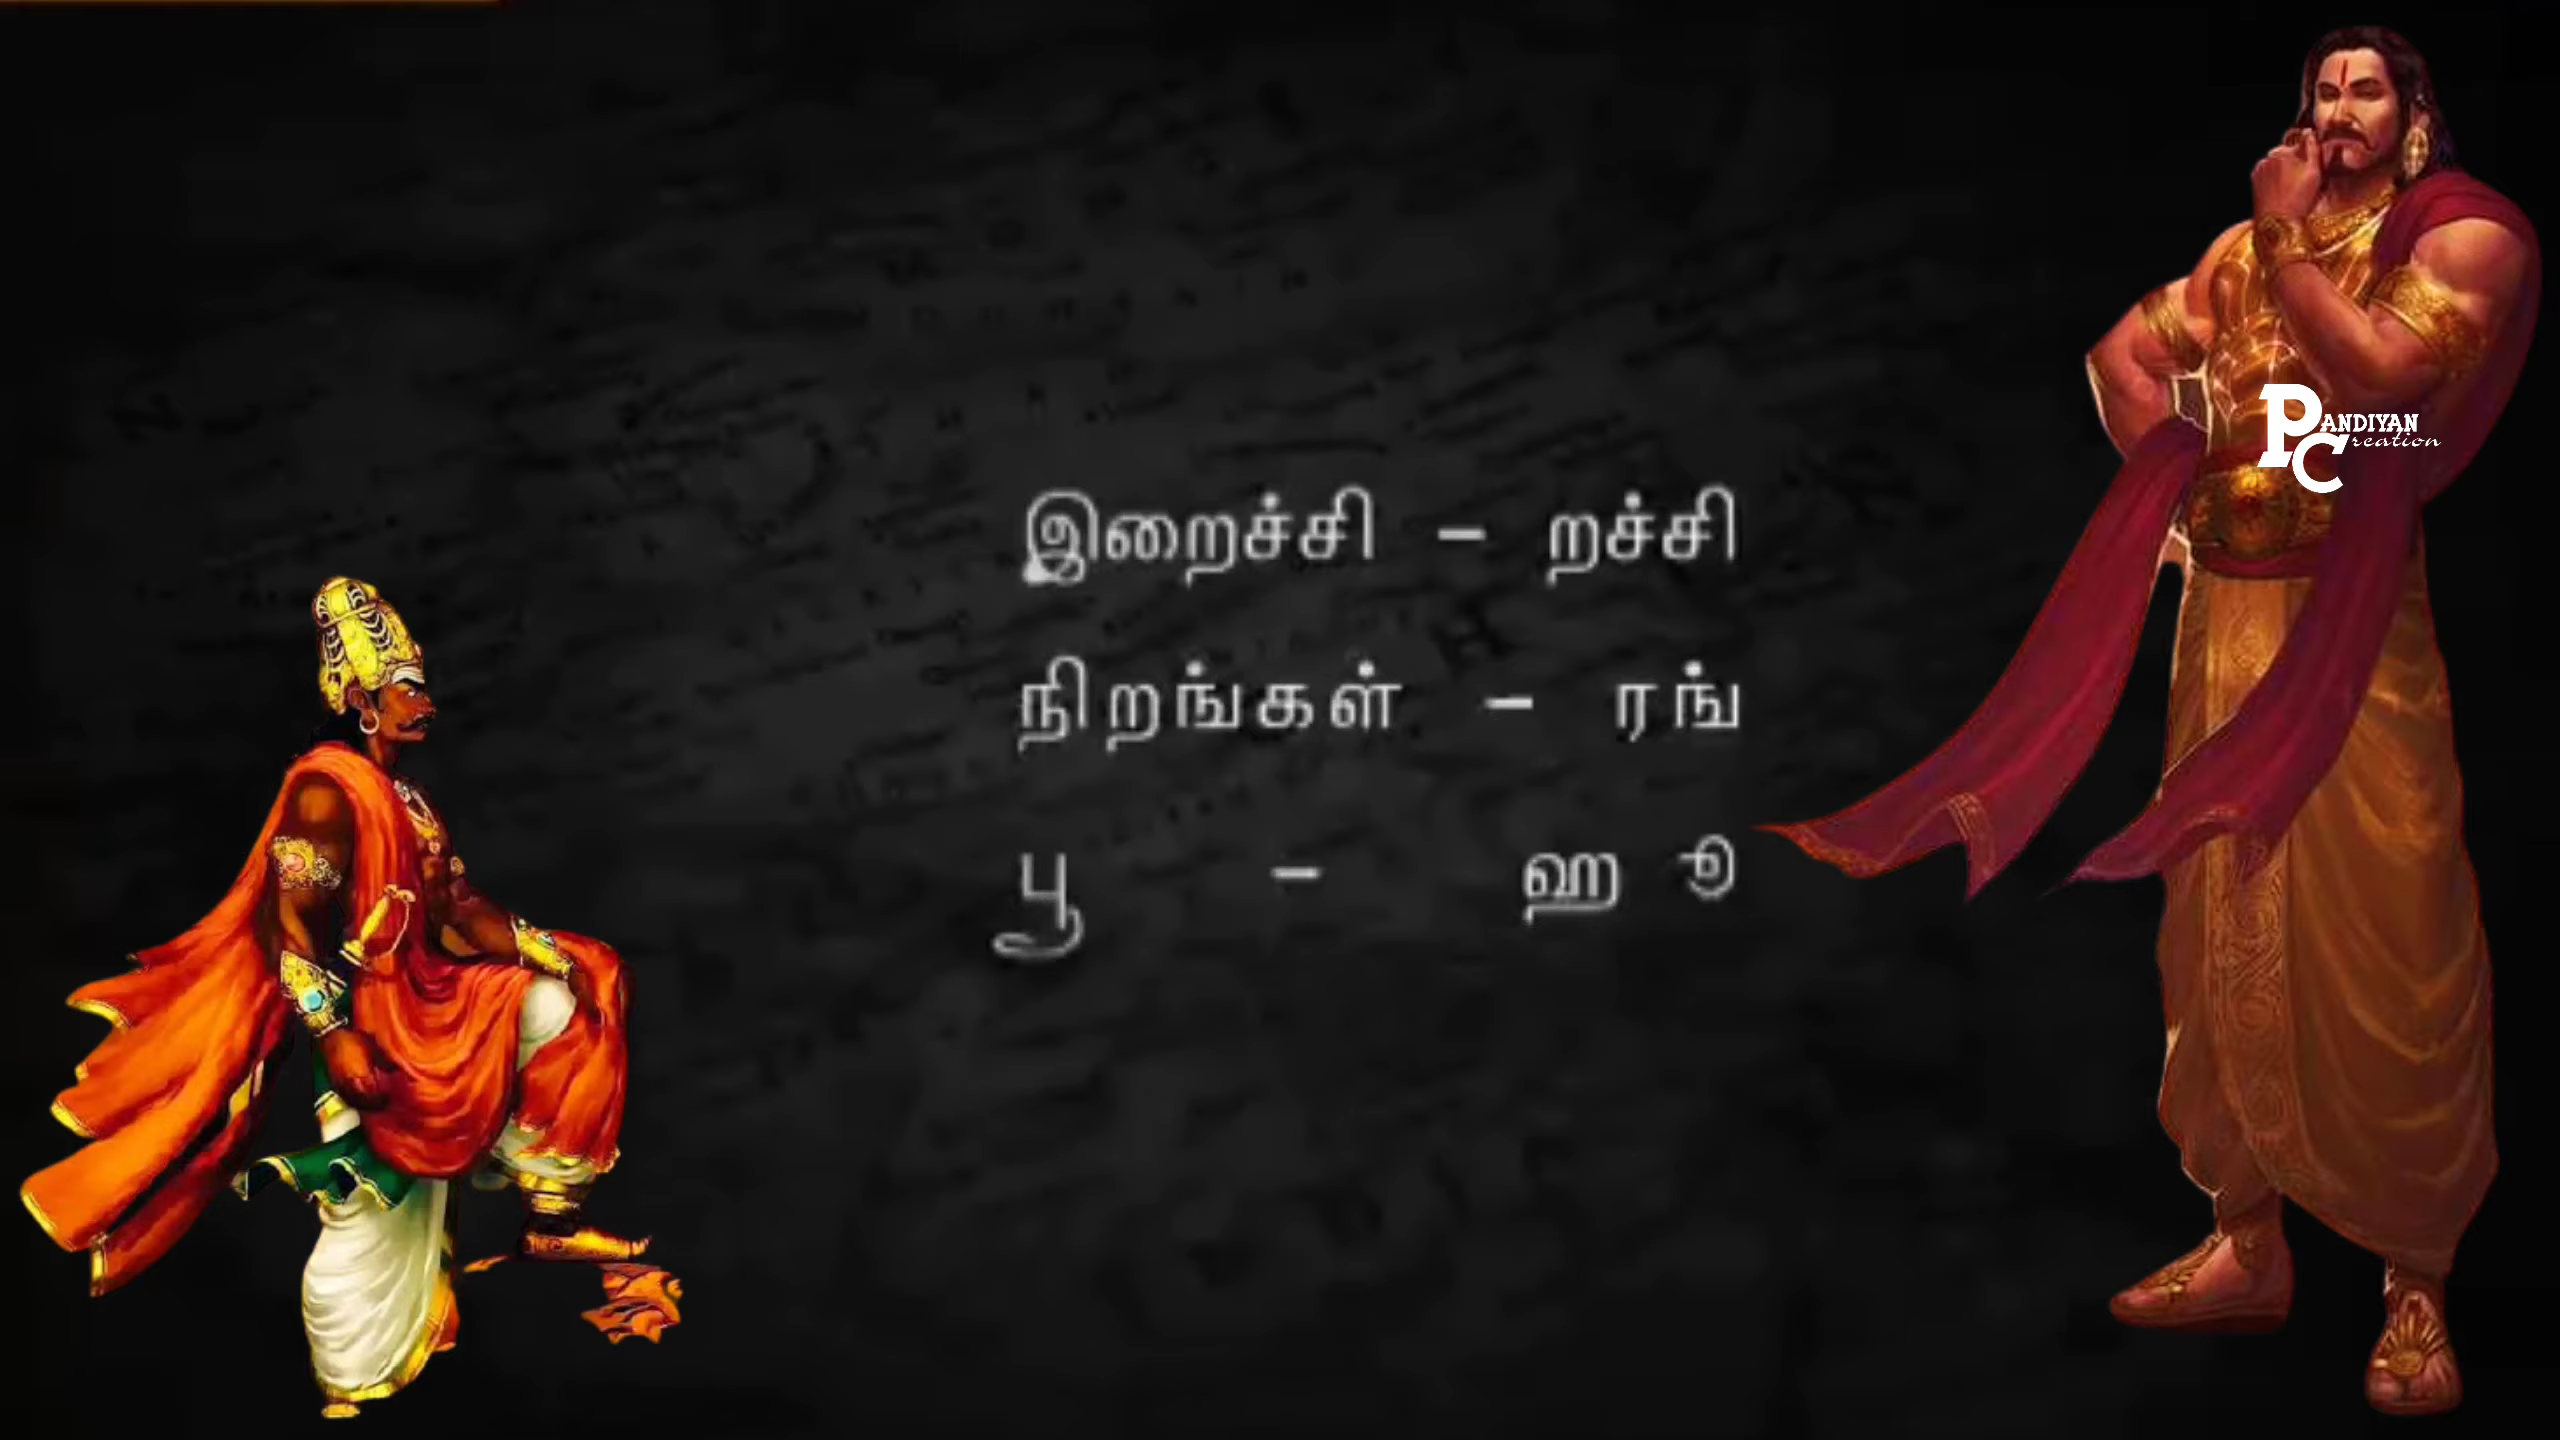 PANDIYAN
Creation
இறைச்சி – றச்சி
நிறங்கள் – ரங்
பூ – ஹூ